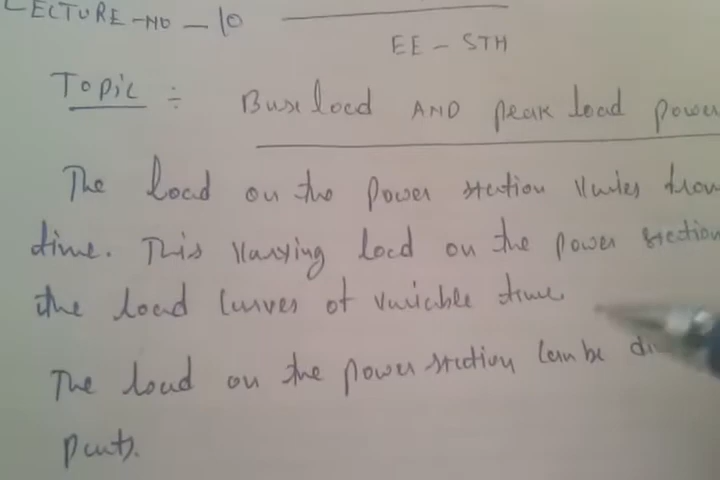 LECTURE-NO-10
EE-5TH
Topic ÷ Base load AND peak load power
The load on the power station varies from
time. This varying load on the power station
the load curves of variable time
The load on the power station can be
parts.